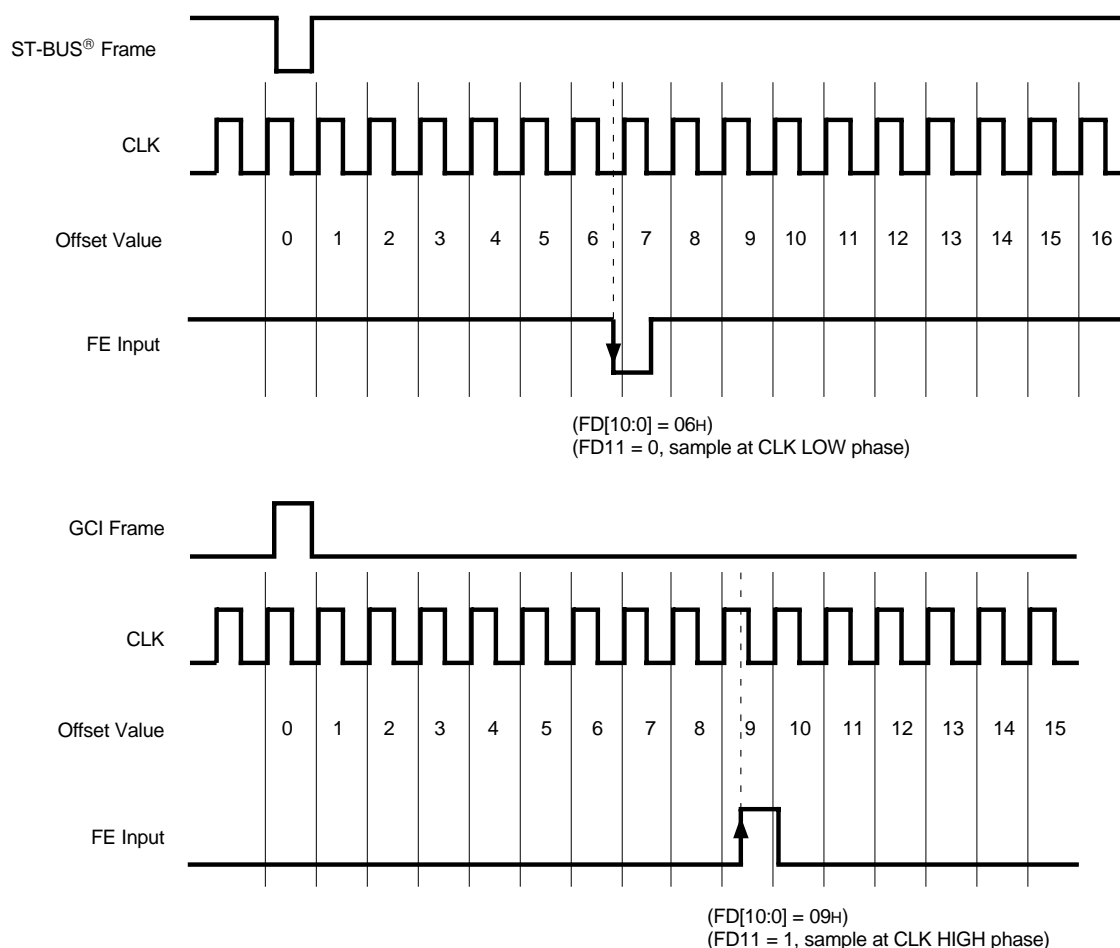 ST-BUS® Frame
CLK
Offset Value 0 1 2 3 4 5 6 7 8 9 10 11 12 13 14 15 16
FE Input
(FD[10:0] = 06H)
(FD11 = 0, sample at CLK LOW phase)
GCI Frame
CLK
Offset Value 0 1 2 3 4 5 6 7 8 9 10 11 12 13 14 15
FE Input
(FD[10:0] = 09H)
(FD11 = 1, sample at CLK HIGH phase)